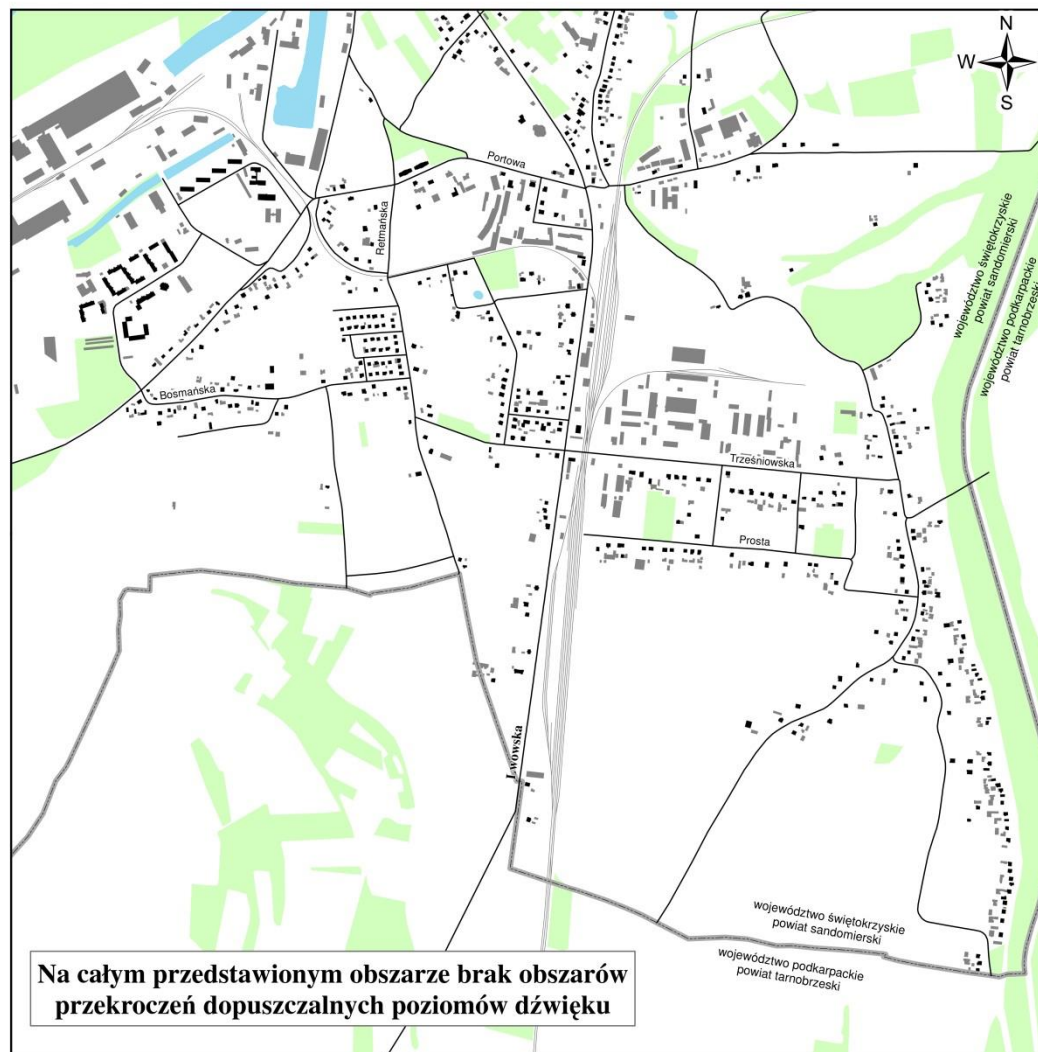 N
W
E
S
Portowa
Retmańska
województwo świętokrzyskie
powiat sandomierski
województwo podkarpackie
powiat tarnobrzeski
Bosmańska
Trześniowska
Prosta
Lwowska
województwo świętokrzyskie
powiat sandomierski
województwo podkarpackie
powiat tarnobrzeski
Na całym przedstawionym obszarze brak obszarów
przekroczeń dopuszczalnych poziomów dźwięku